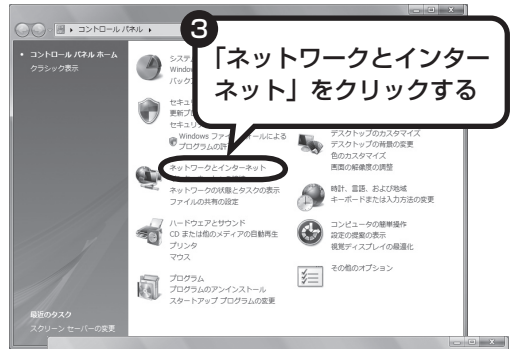 コントロール パネル
3
「ネットワークとインター
ネット」をクリックする
コントロール パネル ホーム
クラシック表示
システ
Window
バック
セキュリ
更新プ
セキュリ
Windows ファイ ールによる
プログラムの許
デスクトップのカスタマイズ
デスクトップの背景の変更
色のカスタマイズ
画面の解像度の調整
ネットワークとインターネット
ネットワークの状態とタスクの表示
ファイルの共有の設定
時計、言語、および地域
キーボードまたは入力方法の変更
ハードウェアとサウンド
CD または他のメディアの自動再生
プリンタ
マウス
コンピュータの簡単操作
設定の提案の表示
視覚ディスプレイの最適化
プログラム
プログラムのアンインストール
スタートアップ プログラムの変更
その他のオプション
最近のタスク
スクリーン セーバーの変更